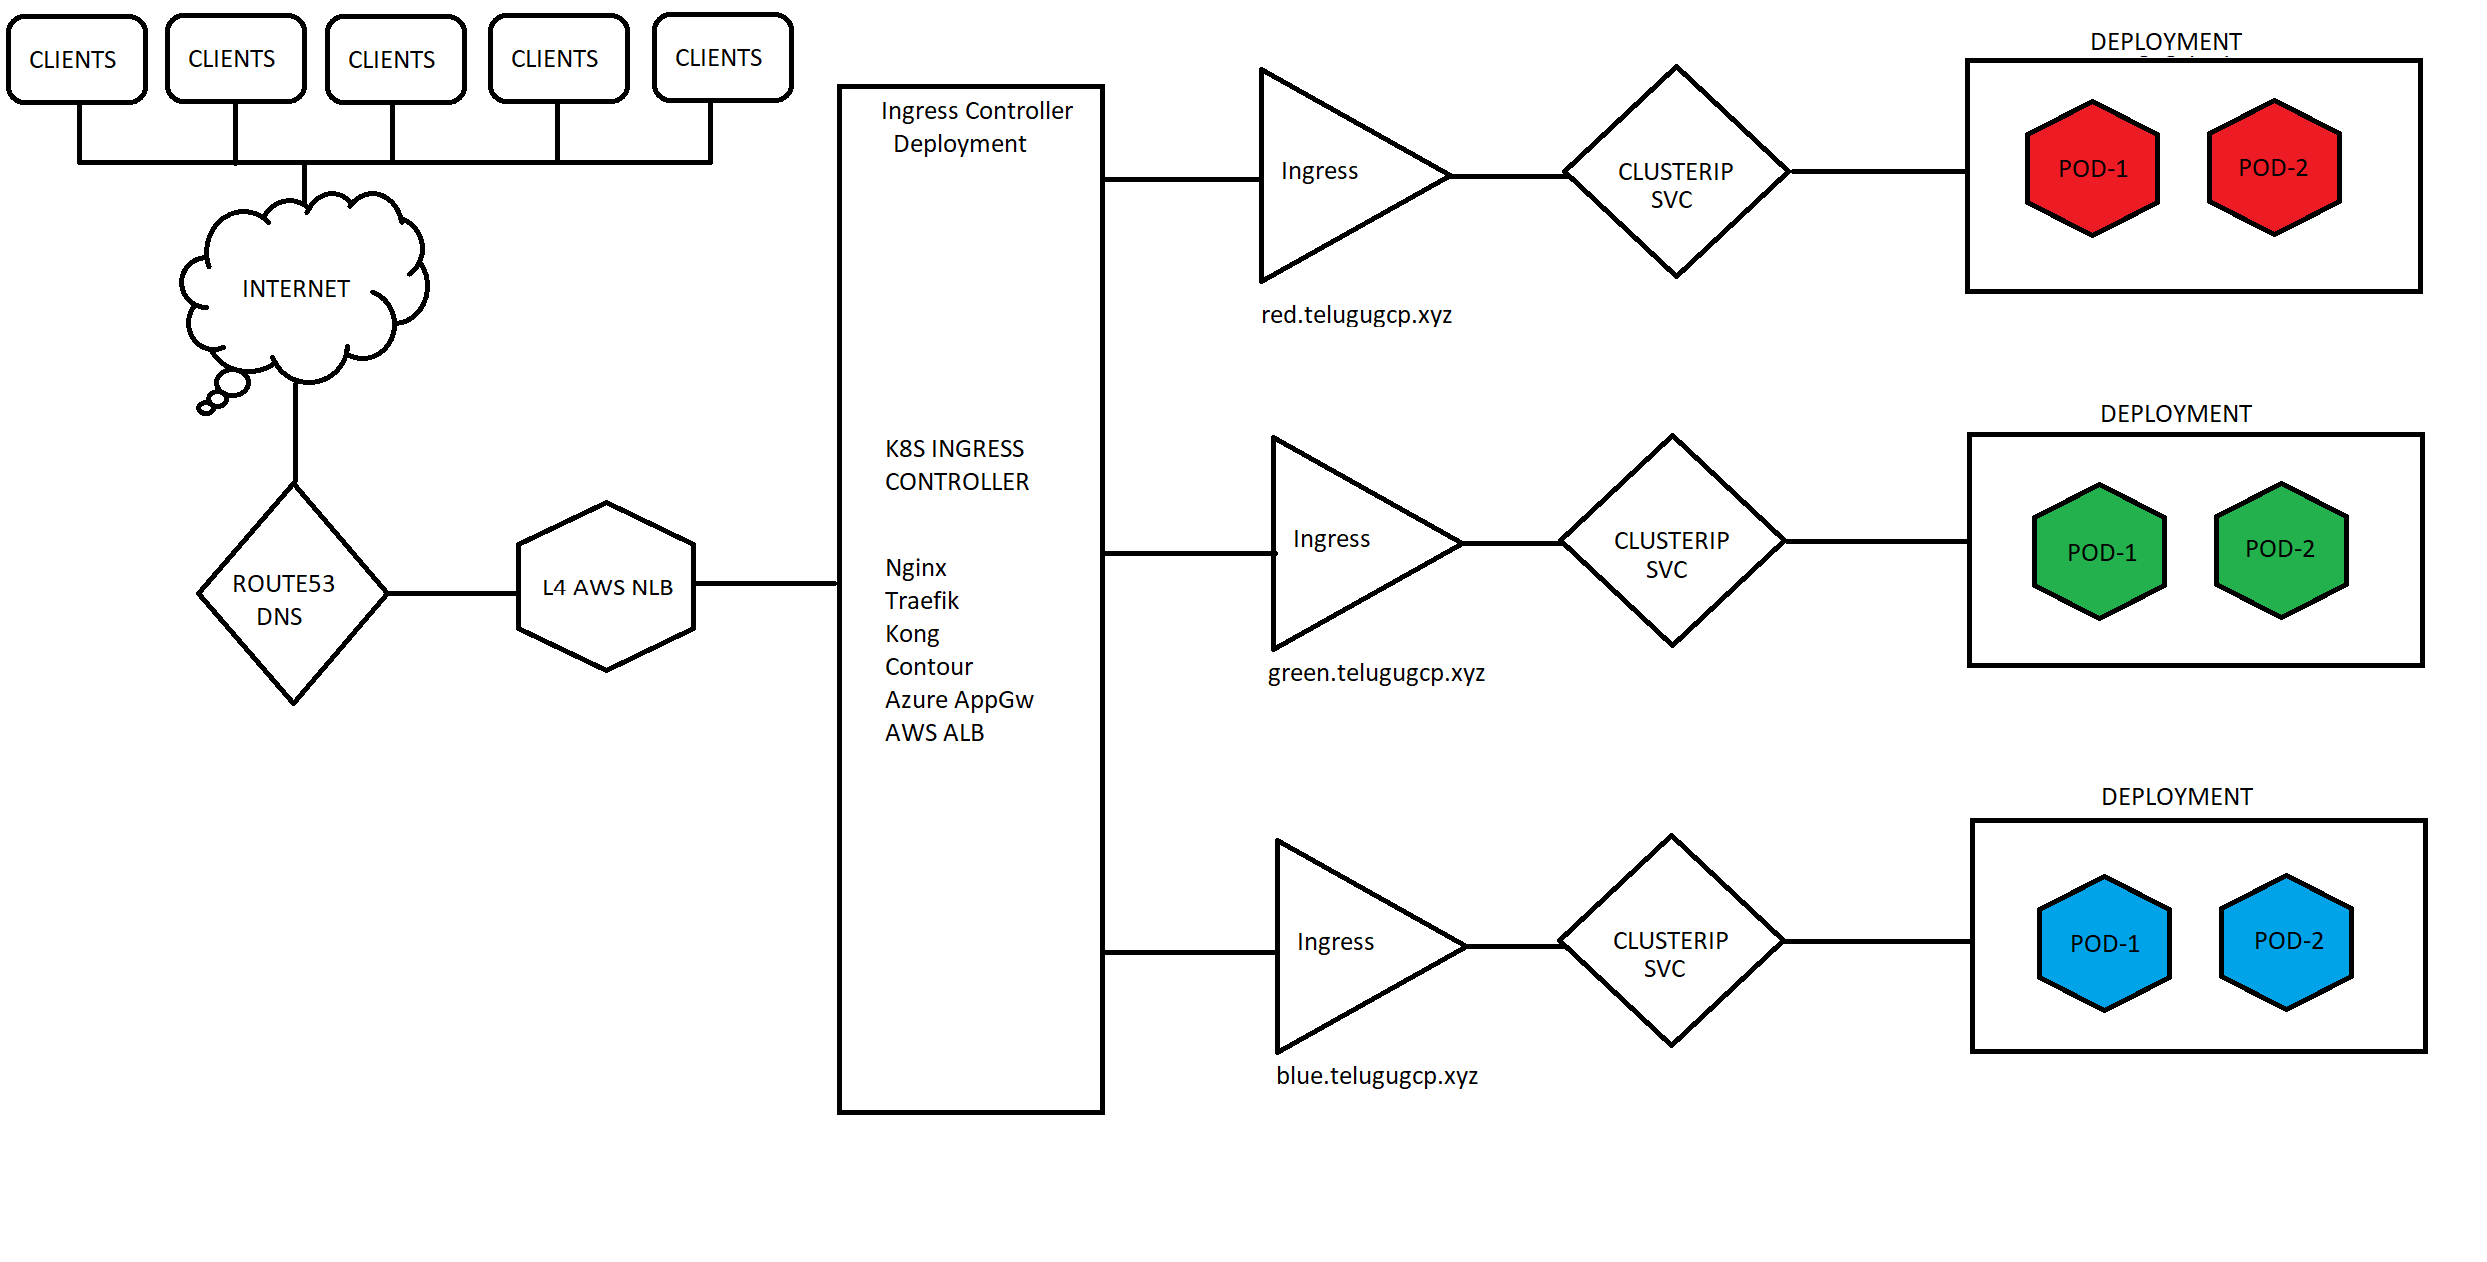 CLIENTS
CLIENTS
CLIENTS
CLIENTS
CLIENTS
INTERNET
ROUTE53
DNS
L4 AWS NLB
Ingress Controller
Deployment
K8S INGRESS
CONTROLLER
Nginx
Traefik
Kong
Contour
Azure AppGw
AWS ALB
Ingress
red.telugugcp.xyz
CLUSTERIP
SVC
DEPLOYMENT
POD-1
POD-2
Ingress
green.telugugcp.xyz
CLUSTERIP
SVC
DEPLOYMENT
POD-1
POD-2
Ingress
blue.telugugcp.xyz
CLUSTERIP
SVC
DEPLOYMENT
POD-1
POD-2